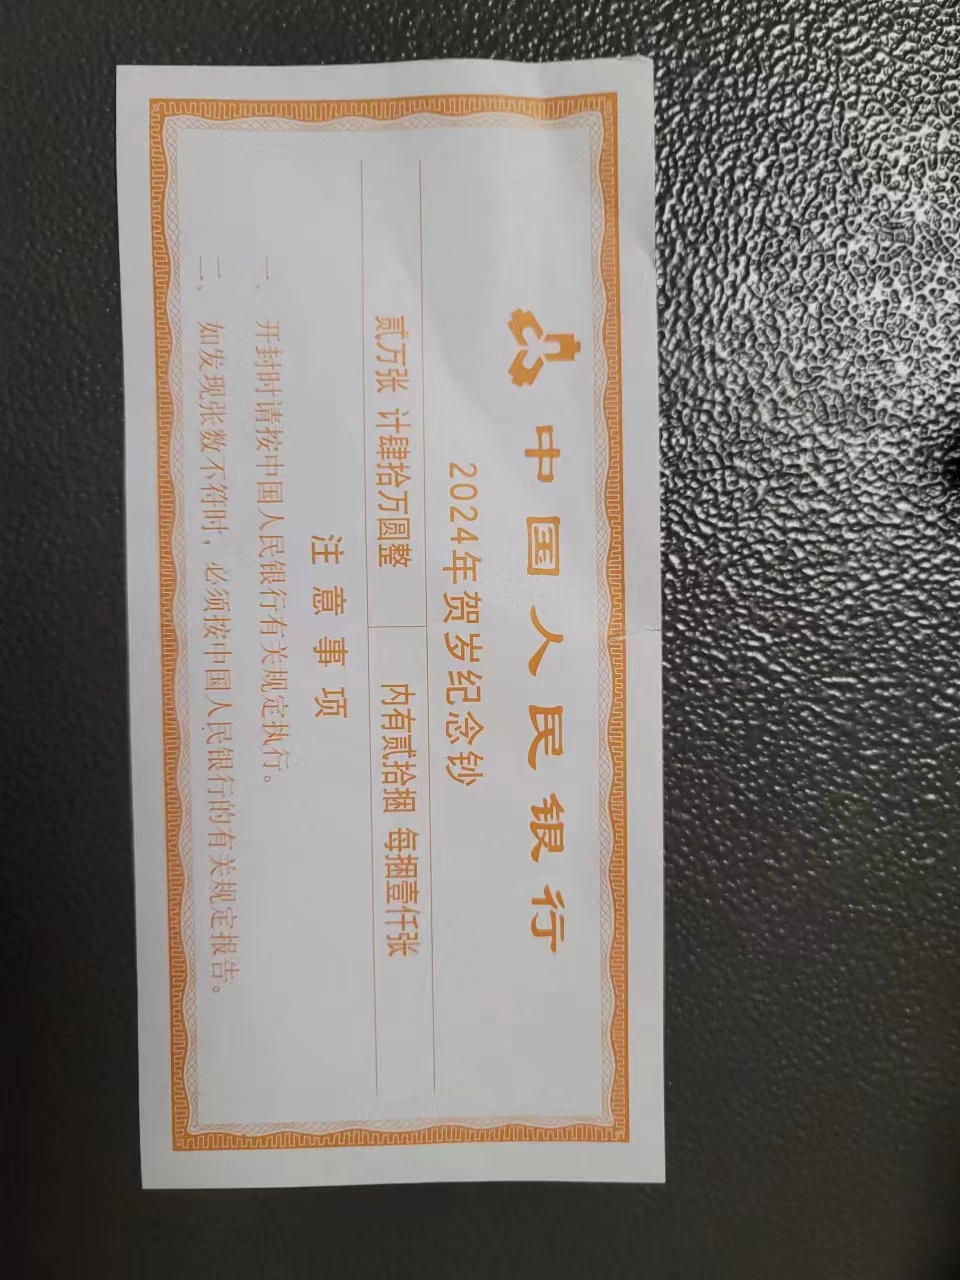 中国人民银行
2024年贺岁纪念钞
贰万张 计肆拾万圆整 内有贰拾捆 每捆壹仟张
注意事项
一、开封时请按中国人民银行有关规定执行。
二、如发现张数不符时，必须按中国人民银行的有关规定报告。